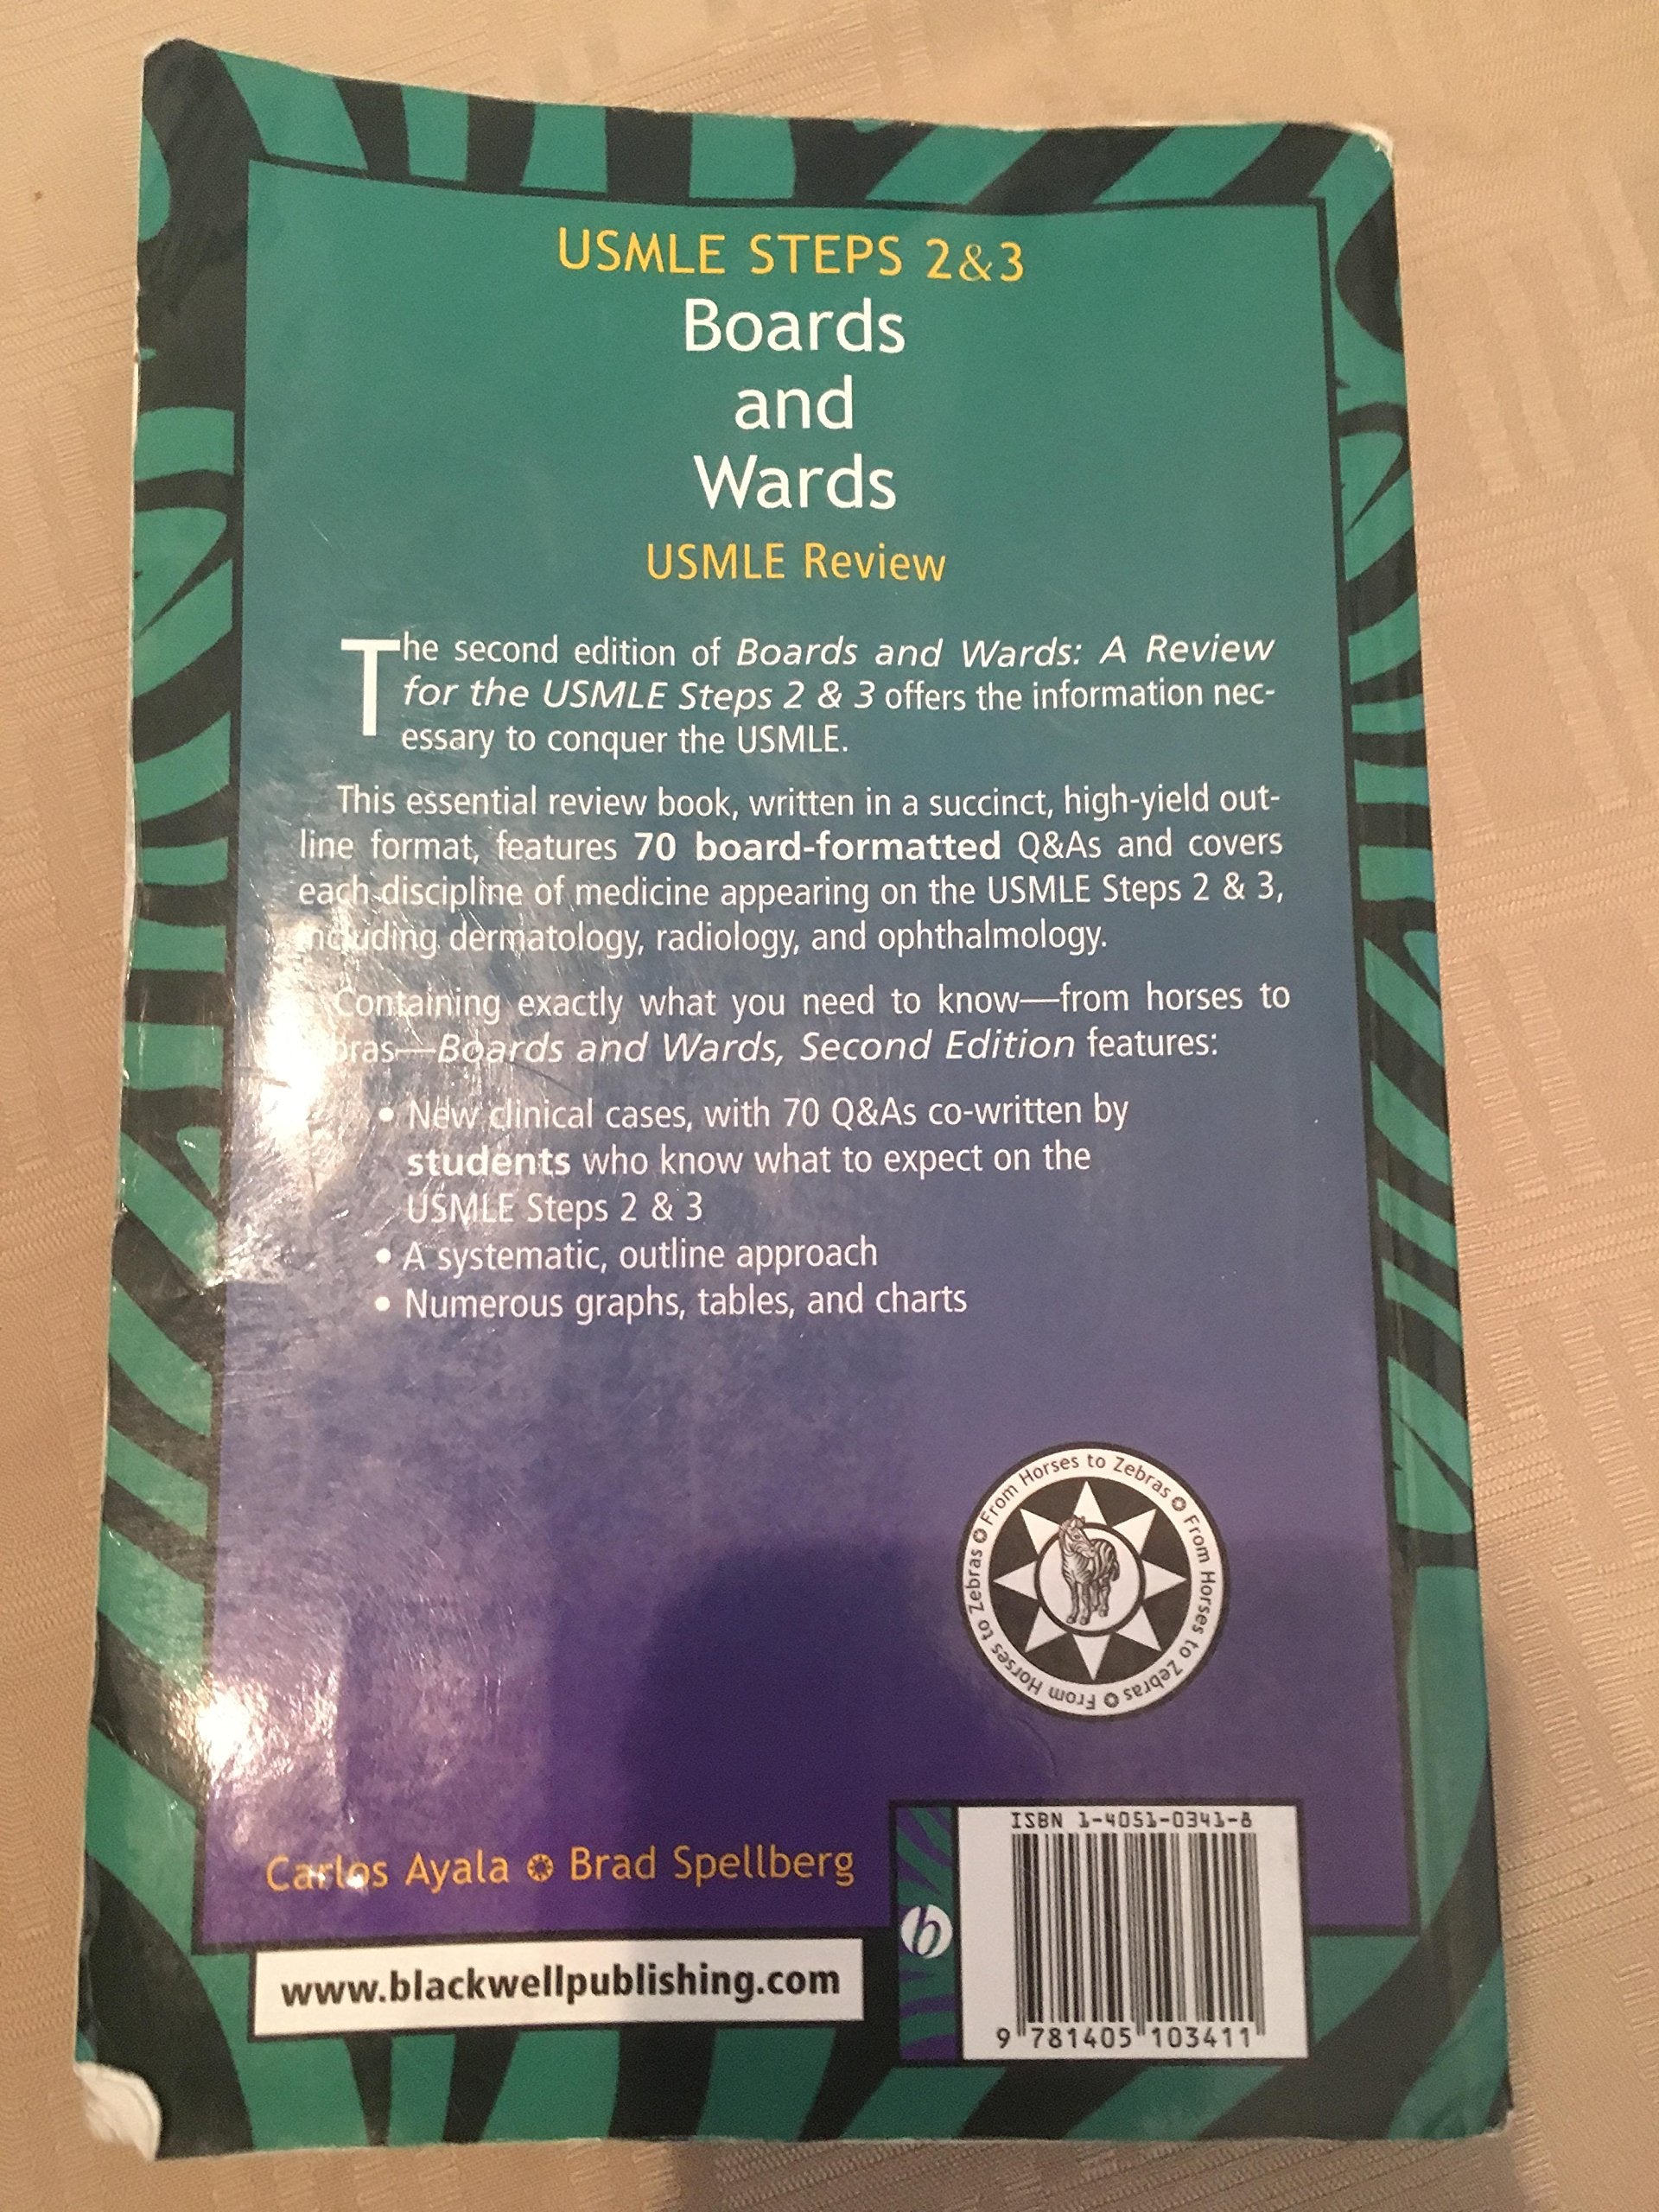 USMLE STEPS 2&3
Boards
and
Wards
USMLE Review
The second edition of Boards and Wards: A Review
for the USMLE Steps 2 & 3 offers the information nec-
essary to conquer the USMLE.
This essential review book, written in a succinct, high-yield out-
line format, features 70 board-formatted Q&As and covers
each discipline of medicine appearing on the USMLE Steps 2 & 3,
including dermatology, radiology, and ophthalmology.
Containing exactly what you need to know—from horses to
bras—Boards and Wards, Second Edition features:
• New clinical cases, with 70 Q&As co-written by
students who know what to expect on the
USMLE Steps 2 & 3
• A systematic, outline approach
• Numerous graphs, tables, and charts
From Horses to Zebras ✪ From Horses to Zebras ✪ From Horses to Zebras ✪
ISBN 1-4051-0341-8
Carlos Ayala ✪ Brad Spellberg
b
www.blackwellpublishing.com
9 781405 103411